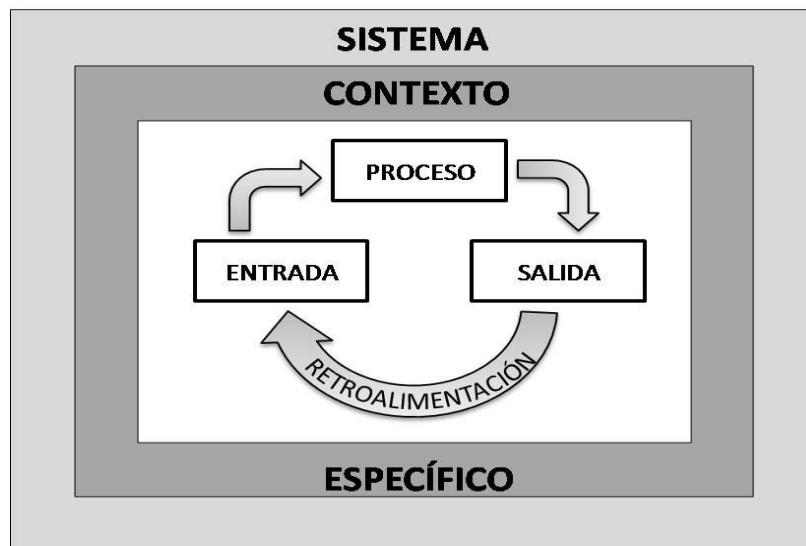 SISTEMA
CONTEXTO
PROCESO
ENTRADA
SALIDA
RETROALIMENTACIÓN
ESPECÍFICO